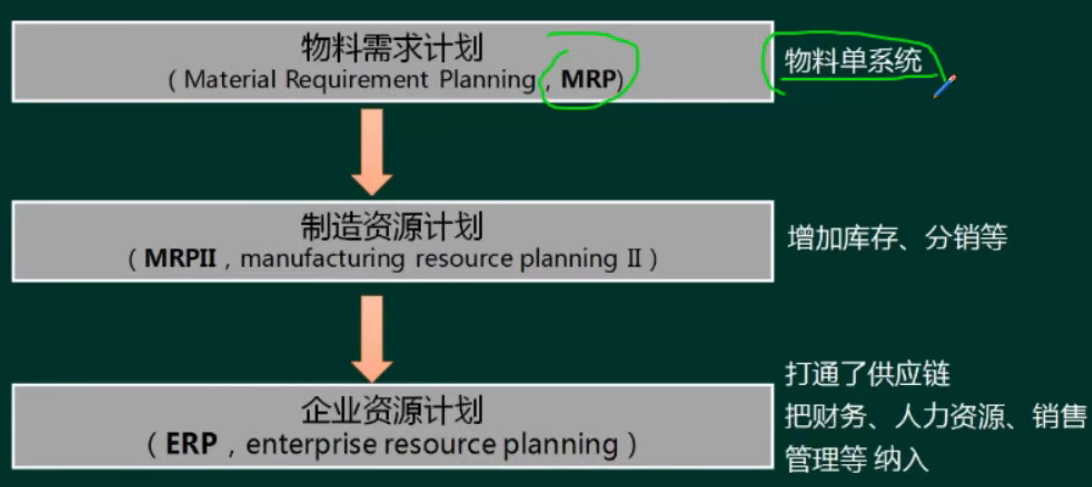 物料需求计划
（Material Requirement Planning，MRP)
物料单系统
制造资源计划
（MRPII，manufacturing resource planning Ⅱ）
增加库存、分销等
企业资源计划
（ERP，enterprise resource planning）
打通了供应链
把财务、人力资源、销售
管理等 纳入